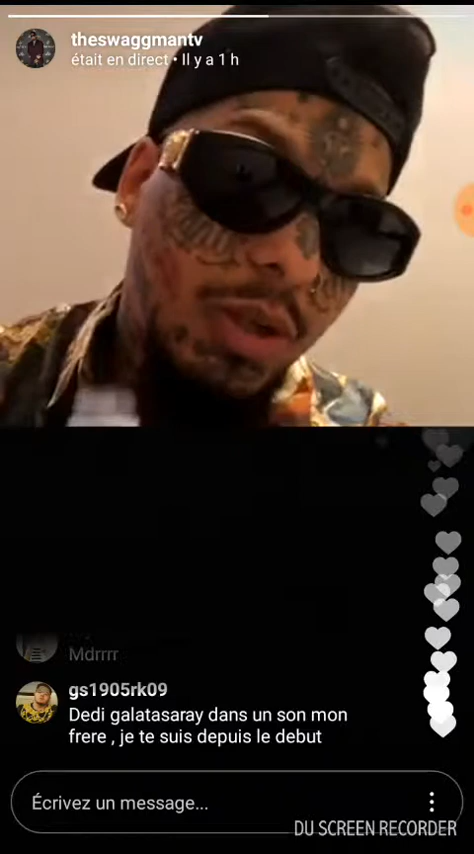 theswaggmantv
était en direct • Il y a 1 h
Mdrrrr
gs1905rk09
Dedi galatasaray dans un son mon
frere , je te suis depuis le debut
Écrivez un message...
DU SCREEN RECORDER